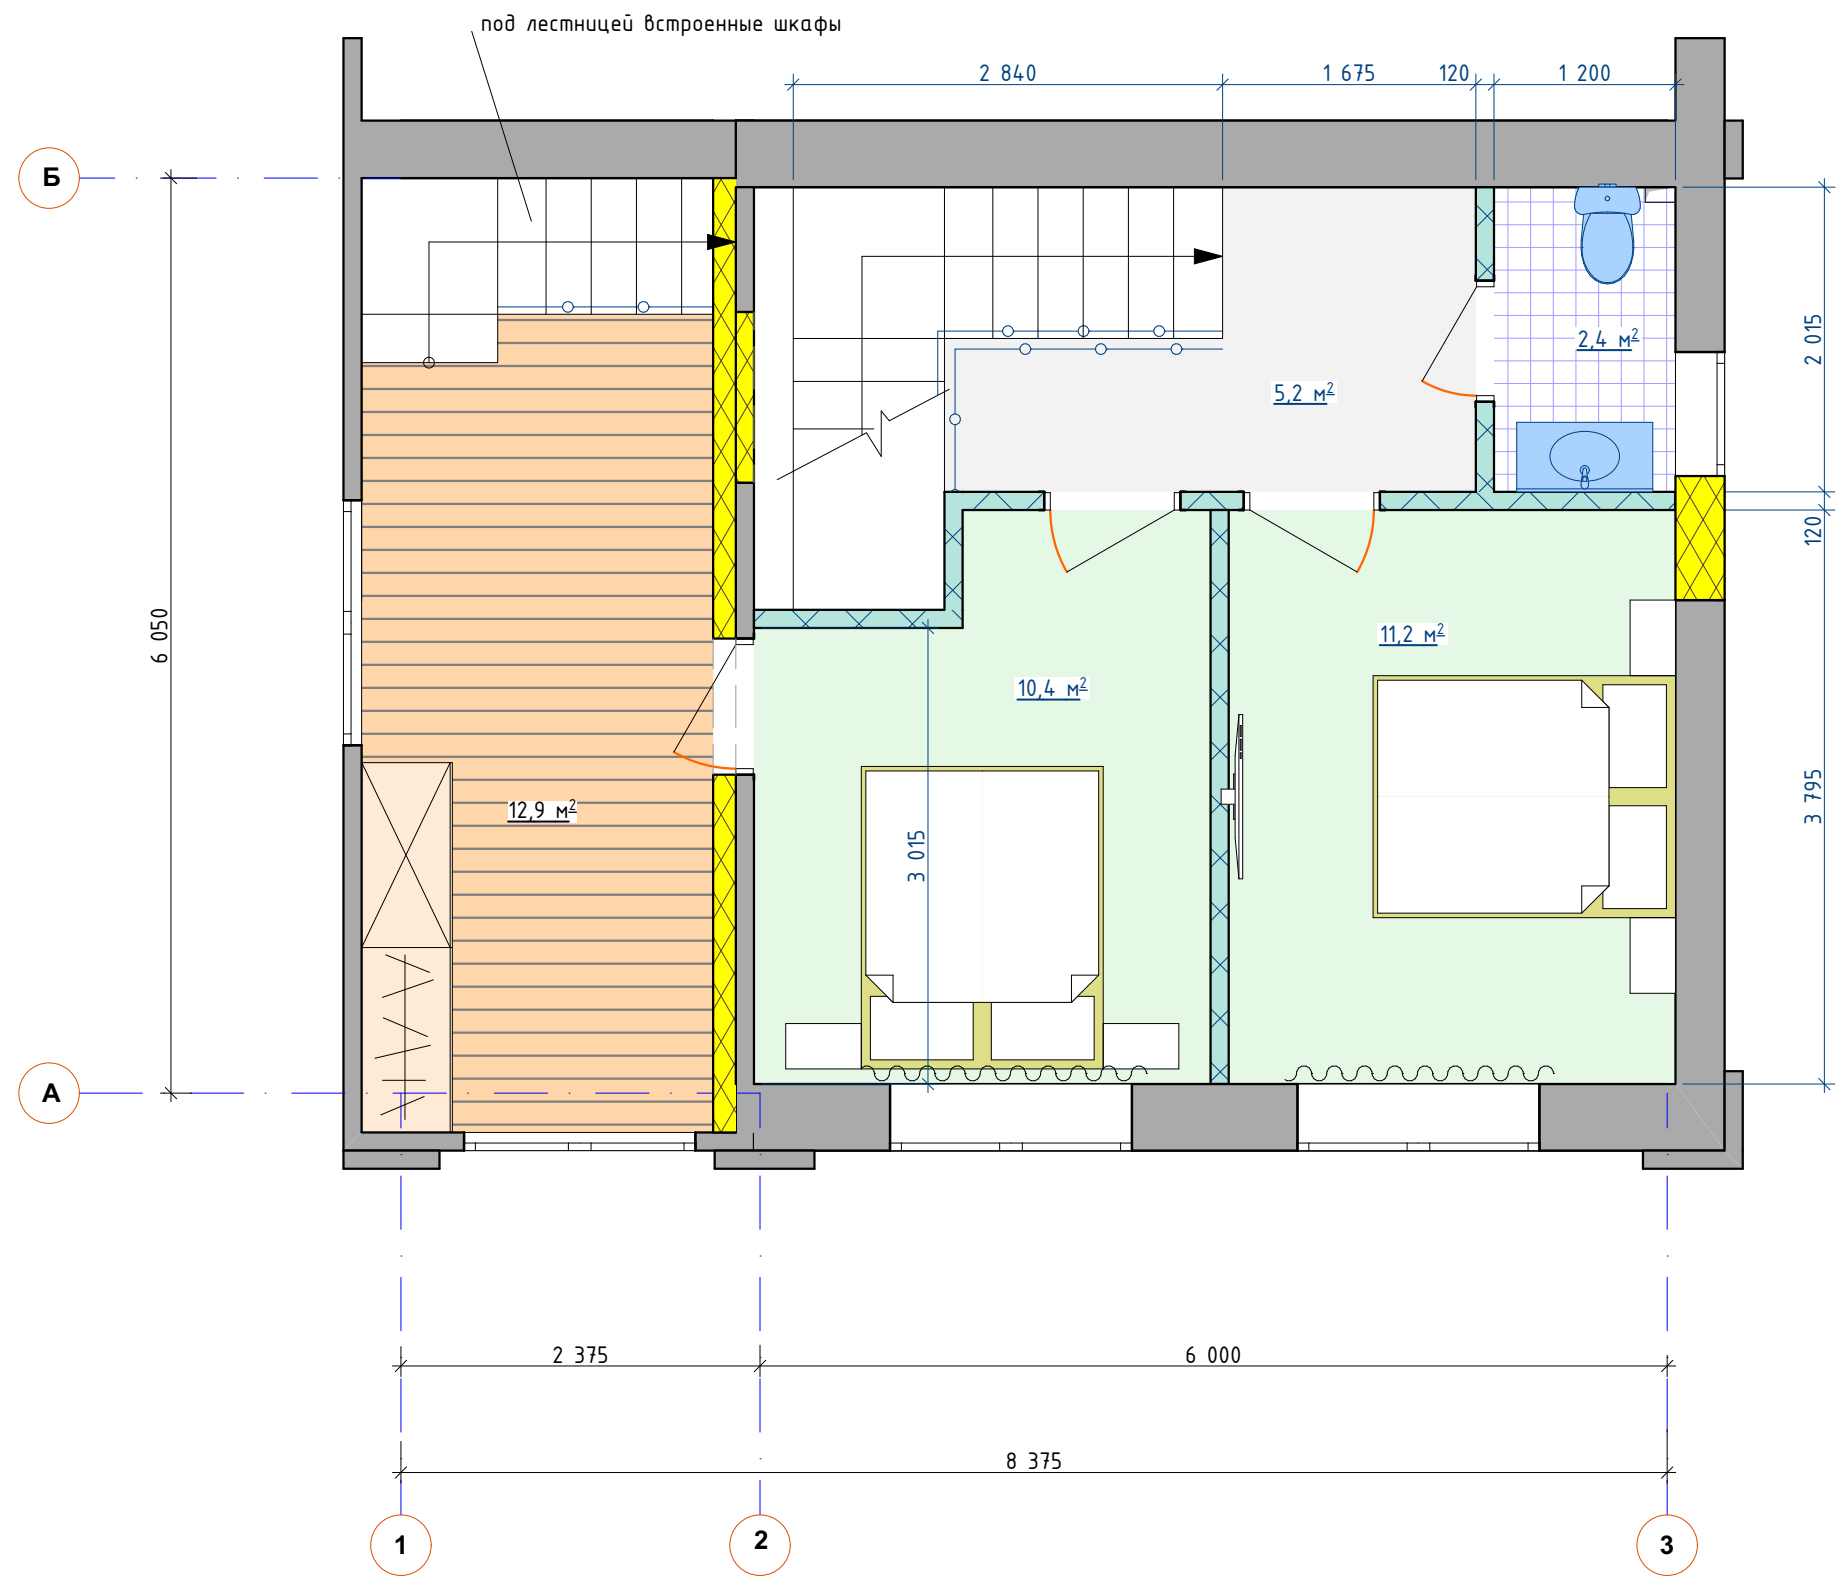 под лестницей встроенные шкафы
2 840
1 675
120
1 200
Б
6 050
2 015
2,4 м²
5,2 м²
120
11,2 м²
10,4 м²
12,9 м²
3 015
3 795
А
2 375
6 000
8 375
1
2
3